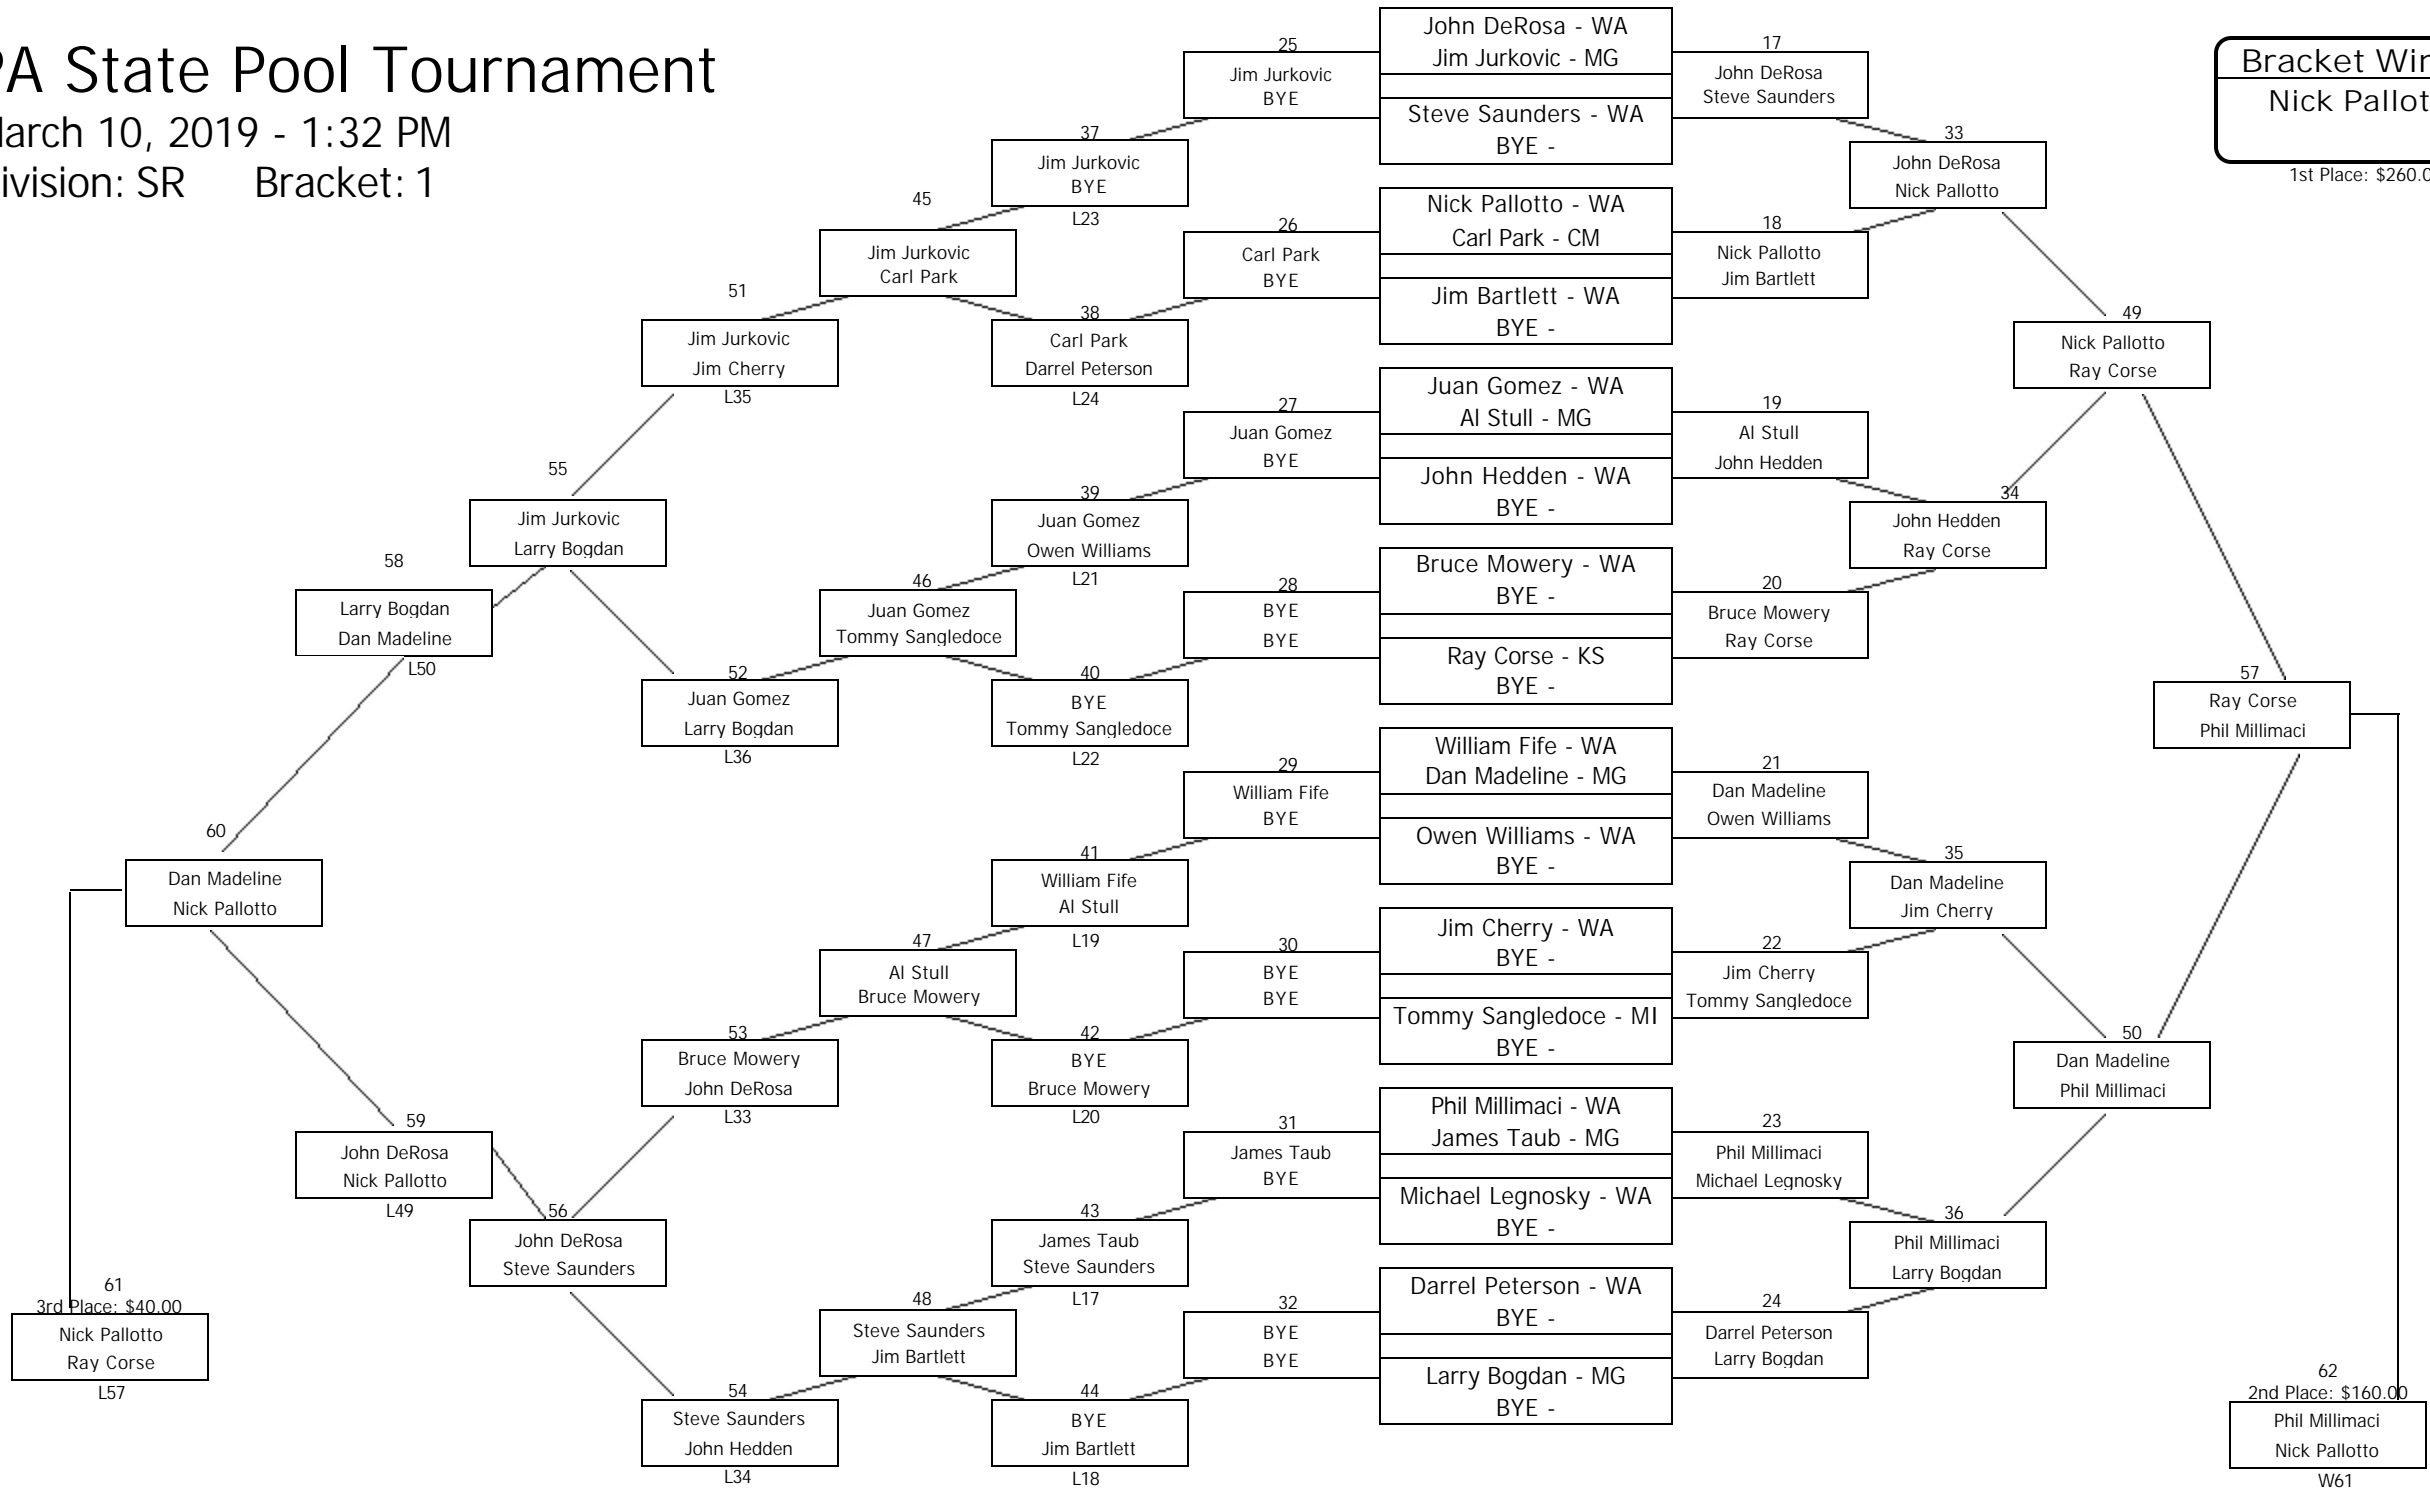 PA State Pool Tournament
March 10, 2019 - 1:32 PM
Division: SR Bracket: 1
61
3rd Place: $40.00
Nick Pallotto
Ray Corse
L57
60
Dan Madeline
Nick Pallotto
58
Larry Bogdan
Dan Madeline
L50
59
John DeRosa
Nick Pallotto
L49
55
Jim Jurkovic
Larry Bogdan
56
John DeRosa
Steve Saunders
51
Jim Jurkovic
Jim Cherry
L35
52
Juan Gomez
Larry Bogdan
L36
53
Bruce Mowery
John DeRosa
L33
54
Steve Saunders
John Hedden
L34
45
Jim Jurkovic
Carl Park
46
Juan Gomez
Tommy Sangledoce
47
Al Stull
Bruce Mowery
48
Steve Saunders
Jim Bartlett
37
Jim Jurkovic
BYE
L23
38
Carl Park
Darrel Peterson
L24
39
Juan Gomez
Owen Williams
L21
40
BYE
Tommy Sangledoce
L22
41
William Fife
Al Stull
L19
42
BYE
Bruce Mowery
L20
43
James Taub
Steve Saunders
L17
44
BYE
Jim Bartlett
L18
25
Jim Jurkovic
BYE
26
Carl Park
BYE
27
Juan Gomez
BYE
28
BYE
BYE
29
William Fife
BYE
30
BYE
BYE
31
James Taub
BYE
32
BYE
BYE
John DeRosa - WA
Jim Jurkovic - MG
Steve Saunders - WA
BYE -
Nick Pallotto - WA
Carl Park - CM
Jim Bartlett - WA
BYE -
Juan Gomez - WA
Al Stull - MG
John Hedden - WA
BYE -
Bruce Mowery - WA
BYE -
Ray Corse - KS
BYE -
William Fife - WA
Dan Madeline - MG
Owen Williams - WA
BYE -
Jim Cherry - WA
BYE -
Tommy Sangledoce - MI
BYE -
Phil Millimaci - WA
James Taub - MG
Michael Legnosky - WA
BYE -
Darrel Peterson - WA
BYE -
Larry Bogdan - MG
BYE -
17
John DeRosa
Steve Saunders
18
Nick Pallotto
Jim Bartlett
19
Al Stull
John Hedden
20
Bruce Mowery
Ray Corse
21
Dan Madeline
Owen Williams
22
Jim Cherry
Tommy Sangledoce
23
Phil Millimaci
Michael Legnosky
24
Darrel Peterson
Larry Bogdan
33
John DeRosa
Nick Pallotto
34
John Hedden
Ray Corse
35
Dan Madeline
Jim Cherry
36
Phil Millimaci
Larry Bogdan
49
Nick Pallotto
Ray Corse
50
Dan Madeline
Phil Millimaci
57
Ray Corse
Phil Millimaci
62
2nd Place: $160.00
Phil Millimaci
Nick Pallotto
W61
Bracket Win
Nick Pallot
1st Place: $260.0